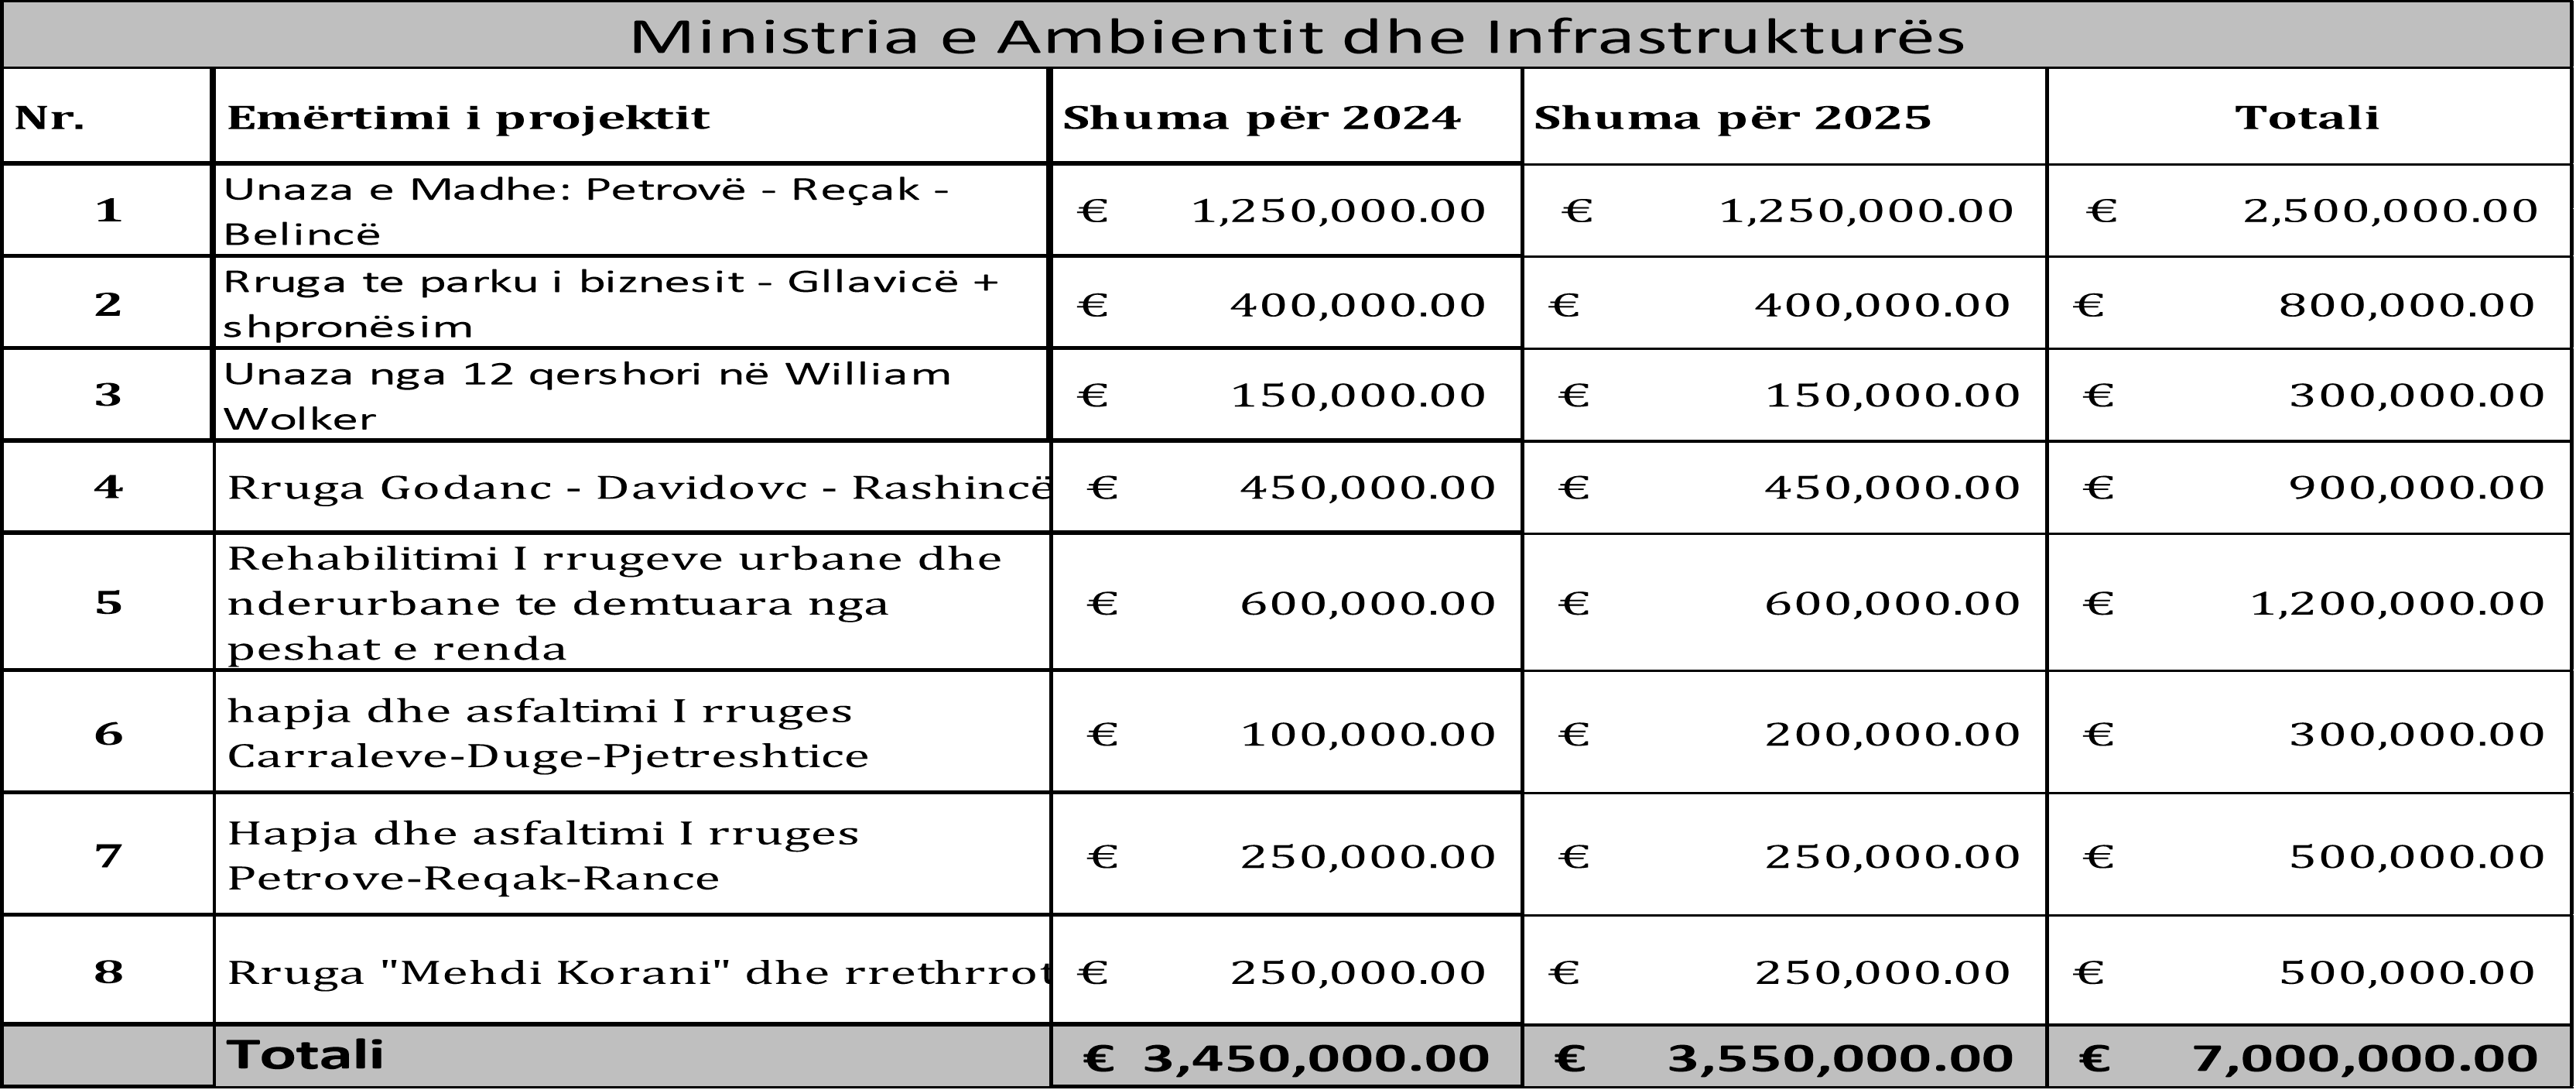 Ministria e Ambientit dhe Infrastrukturës
Nr. Emërtimi i projektit Shuma për 2024 Shuma për 2025 Totali
1 Unaza e Madhe: Petrovë - Reçak - € 1,250,000.00 € 1,250,000.00 € 2,500,000.00
Belincë
2 Rruga te parku i biznesit - Gllavicë + € 400,000.00 € 400,000.00 € 800,000.00
shpronësim
3 Unaza nga 12 qershori në William € 150,000.00 € 150,000.00 € 300,000.00
Wolker
4 Rruga Godanc - Davidovc - Rashincë € 450,000.00 € 450,000.00 € 900,000.00
Rehabilitimi I rrugeve urbane dhe
5 nderurbane te demtuara nga € 600,000.00 € 600,000.00 € 1,200,000.00
peshat e renda
6 hapja dhe asfaltimi I rruges € 100,000.00 € 200,000.00 € 300,000.00
Carraleve-Duge-Pjetreshtice
7 Hapja dhe asfaltimi I rruges € 250,000.00 € 250,000.00 € 500,000.00
Petrove-Reqak-Rance
8 Rruga "Mehdi Korani" dhe rrethrrot € 250,000.00 € 250,000.00 € 500,000.00
Totali € 3,450,000.00 € 3,550,000.00 € 7,000,000.00